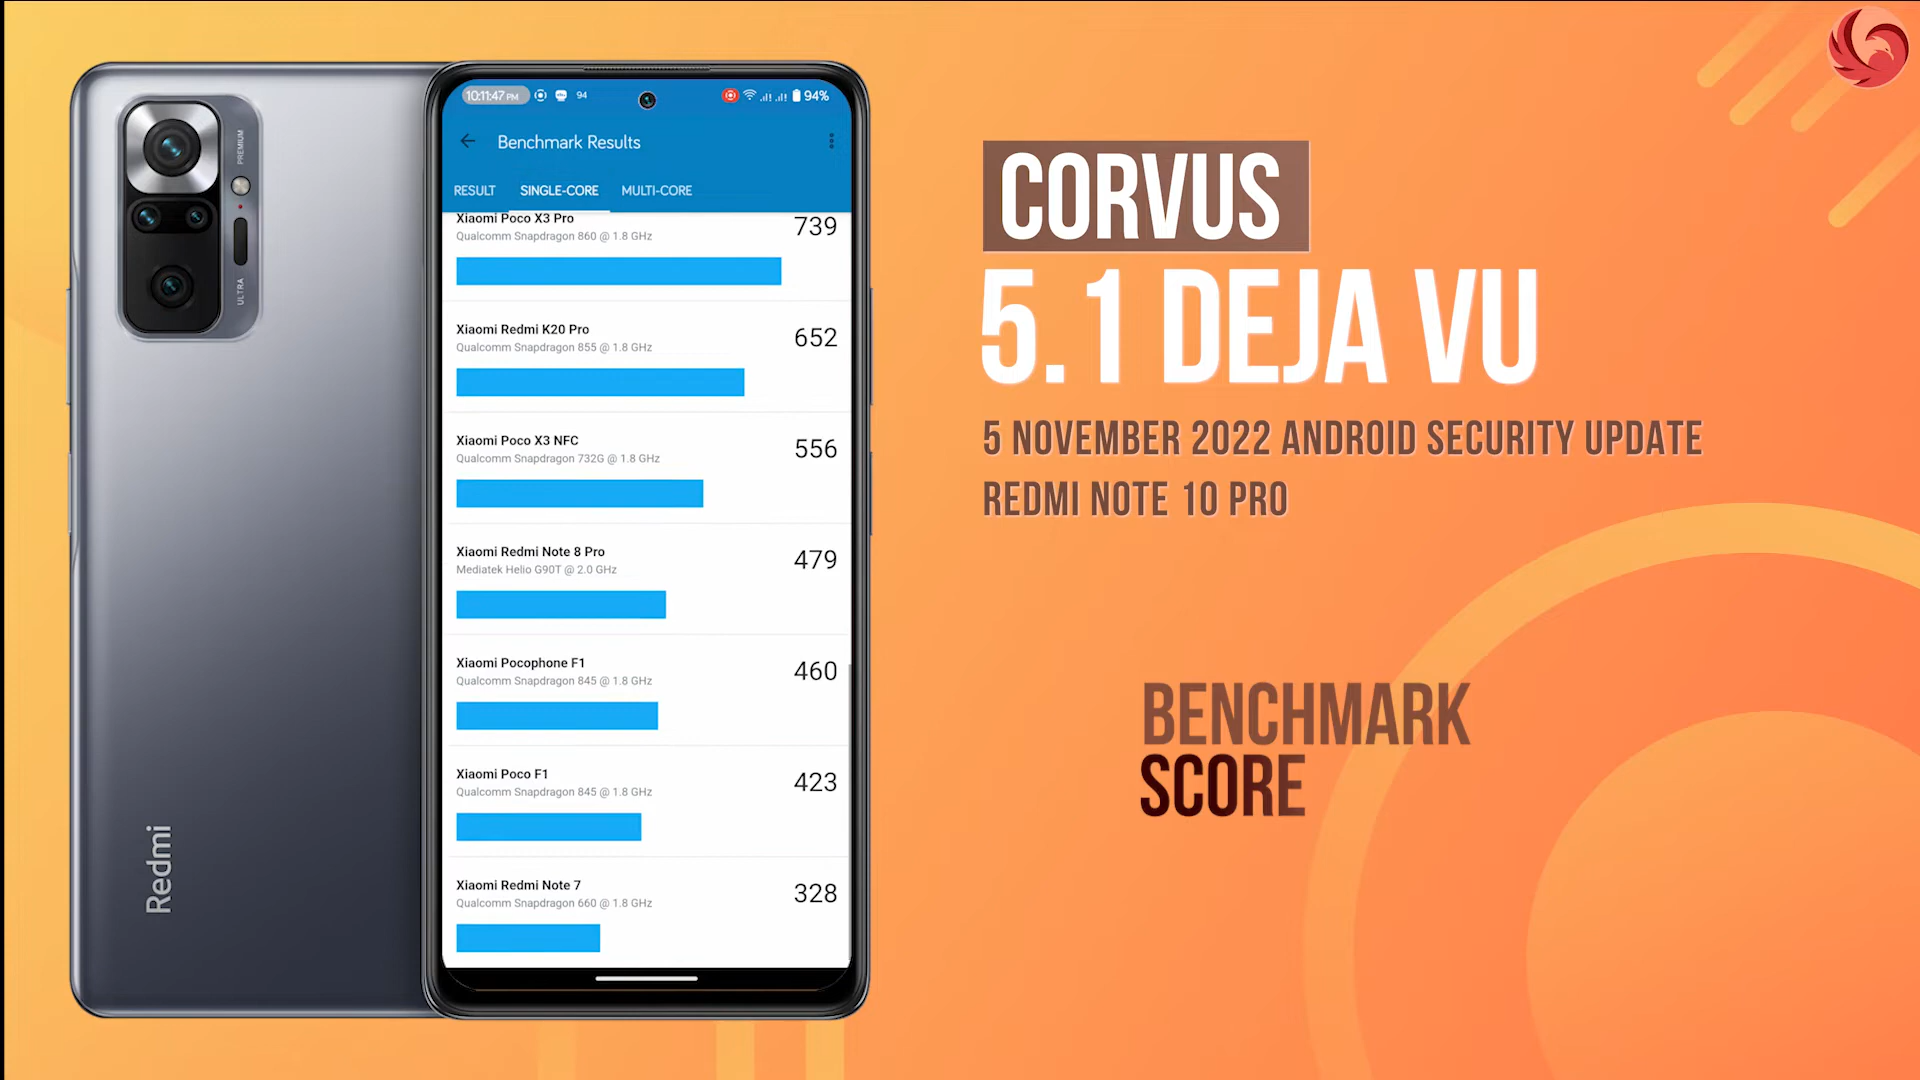 PREMIUM
ULTRA
Redmi
10:11:47 PM
94
94%
Benchmark Results
RESULT
SINGLE-CORE
MULTI-CORE
Xiaomi Poco X3 Pro
739
Qualcomm Snapdragon 860 @ 1.8 GHz
Xiaomi Redmi K20 Pro
652
Qualcomm Snapdragon 855 @ 1.8 GHz
Xiaomi Poco X3 NFC
556
Qualcomm Snapdragon 732G @ 1.8 GHz
Xiaomi Redmi Note 8 Pro
479
Mediatek Helio G90T @ 2.0 GHz
Xiaomi Pocophone F1
460
Qualcomm Snapdragon 845 @ 1.8 GHz
Xiaomi Poco F1
423
Qualcomm Snapdragon 845 @ 1.8 GHz
Xiaomi Redmi Note 7
328
Qualcomm Snapdragon 660 @ 1.8 GHz
CORVUS
5.1 DEJA VU
5 NOVEMBER 2022 ANDROID SECURITY UPDATE
REDMI NOTE 10 PRO
BENCHMARK
SCORE